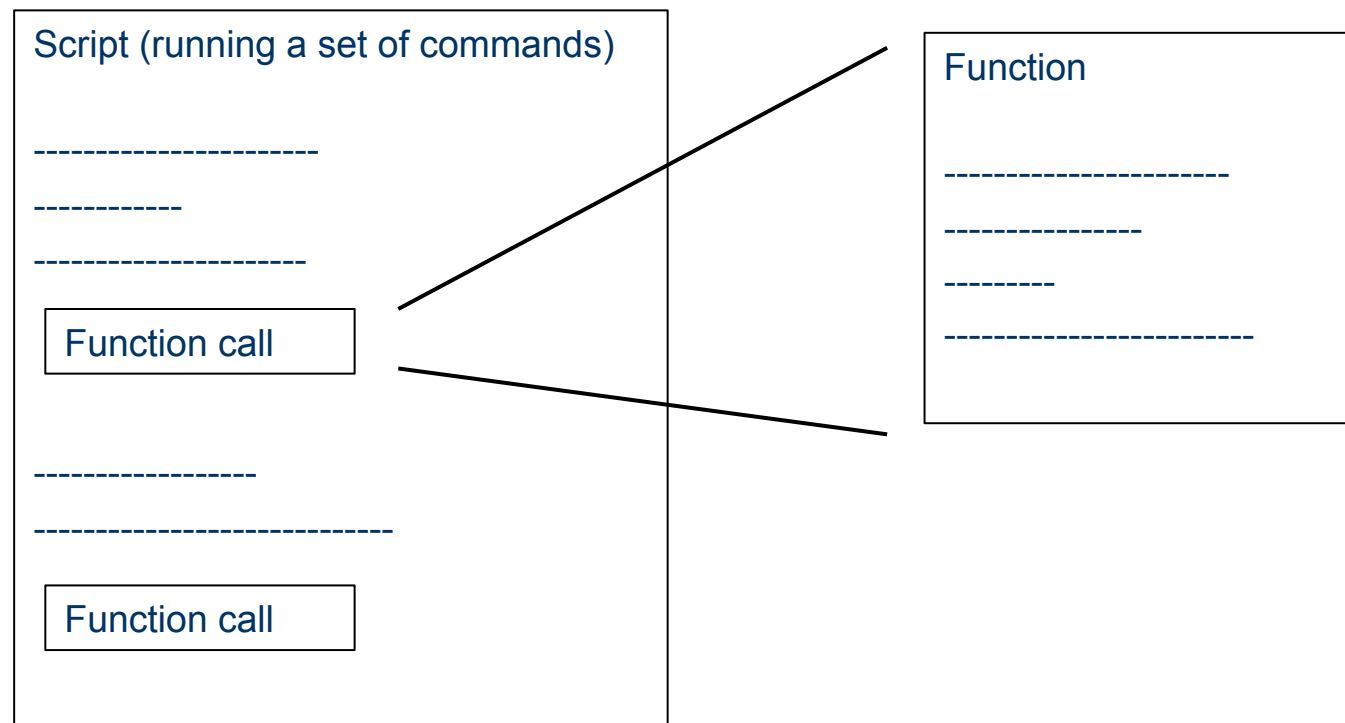 Script (running a set of commands)
-----------------------
------------
----------------------
Function call
------------------
-----------------------------
Function call
Function
-----------------------
----------------
---------
-------------------------